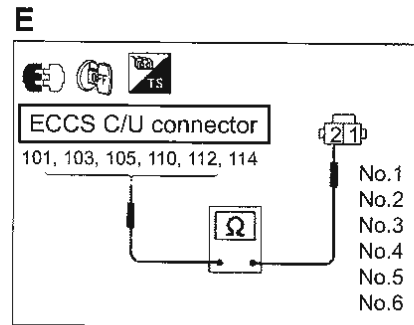 E
OFF
TS
ECCS C/U connector
101, 103, 105, 110, 112, 114
2 1
No.1
No.2
No.3
No.4
No.5
No.6
Ω